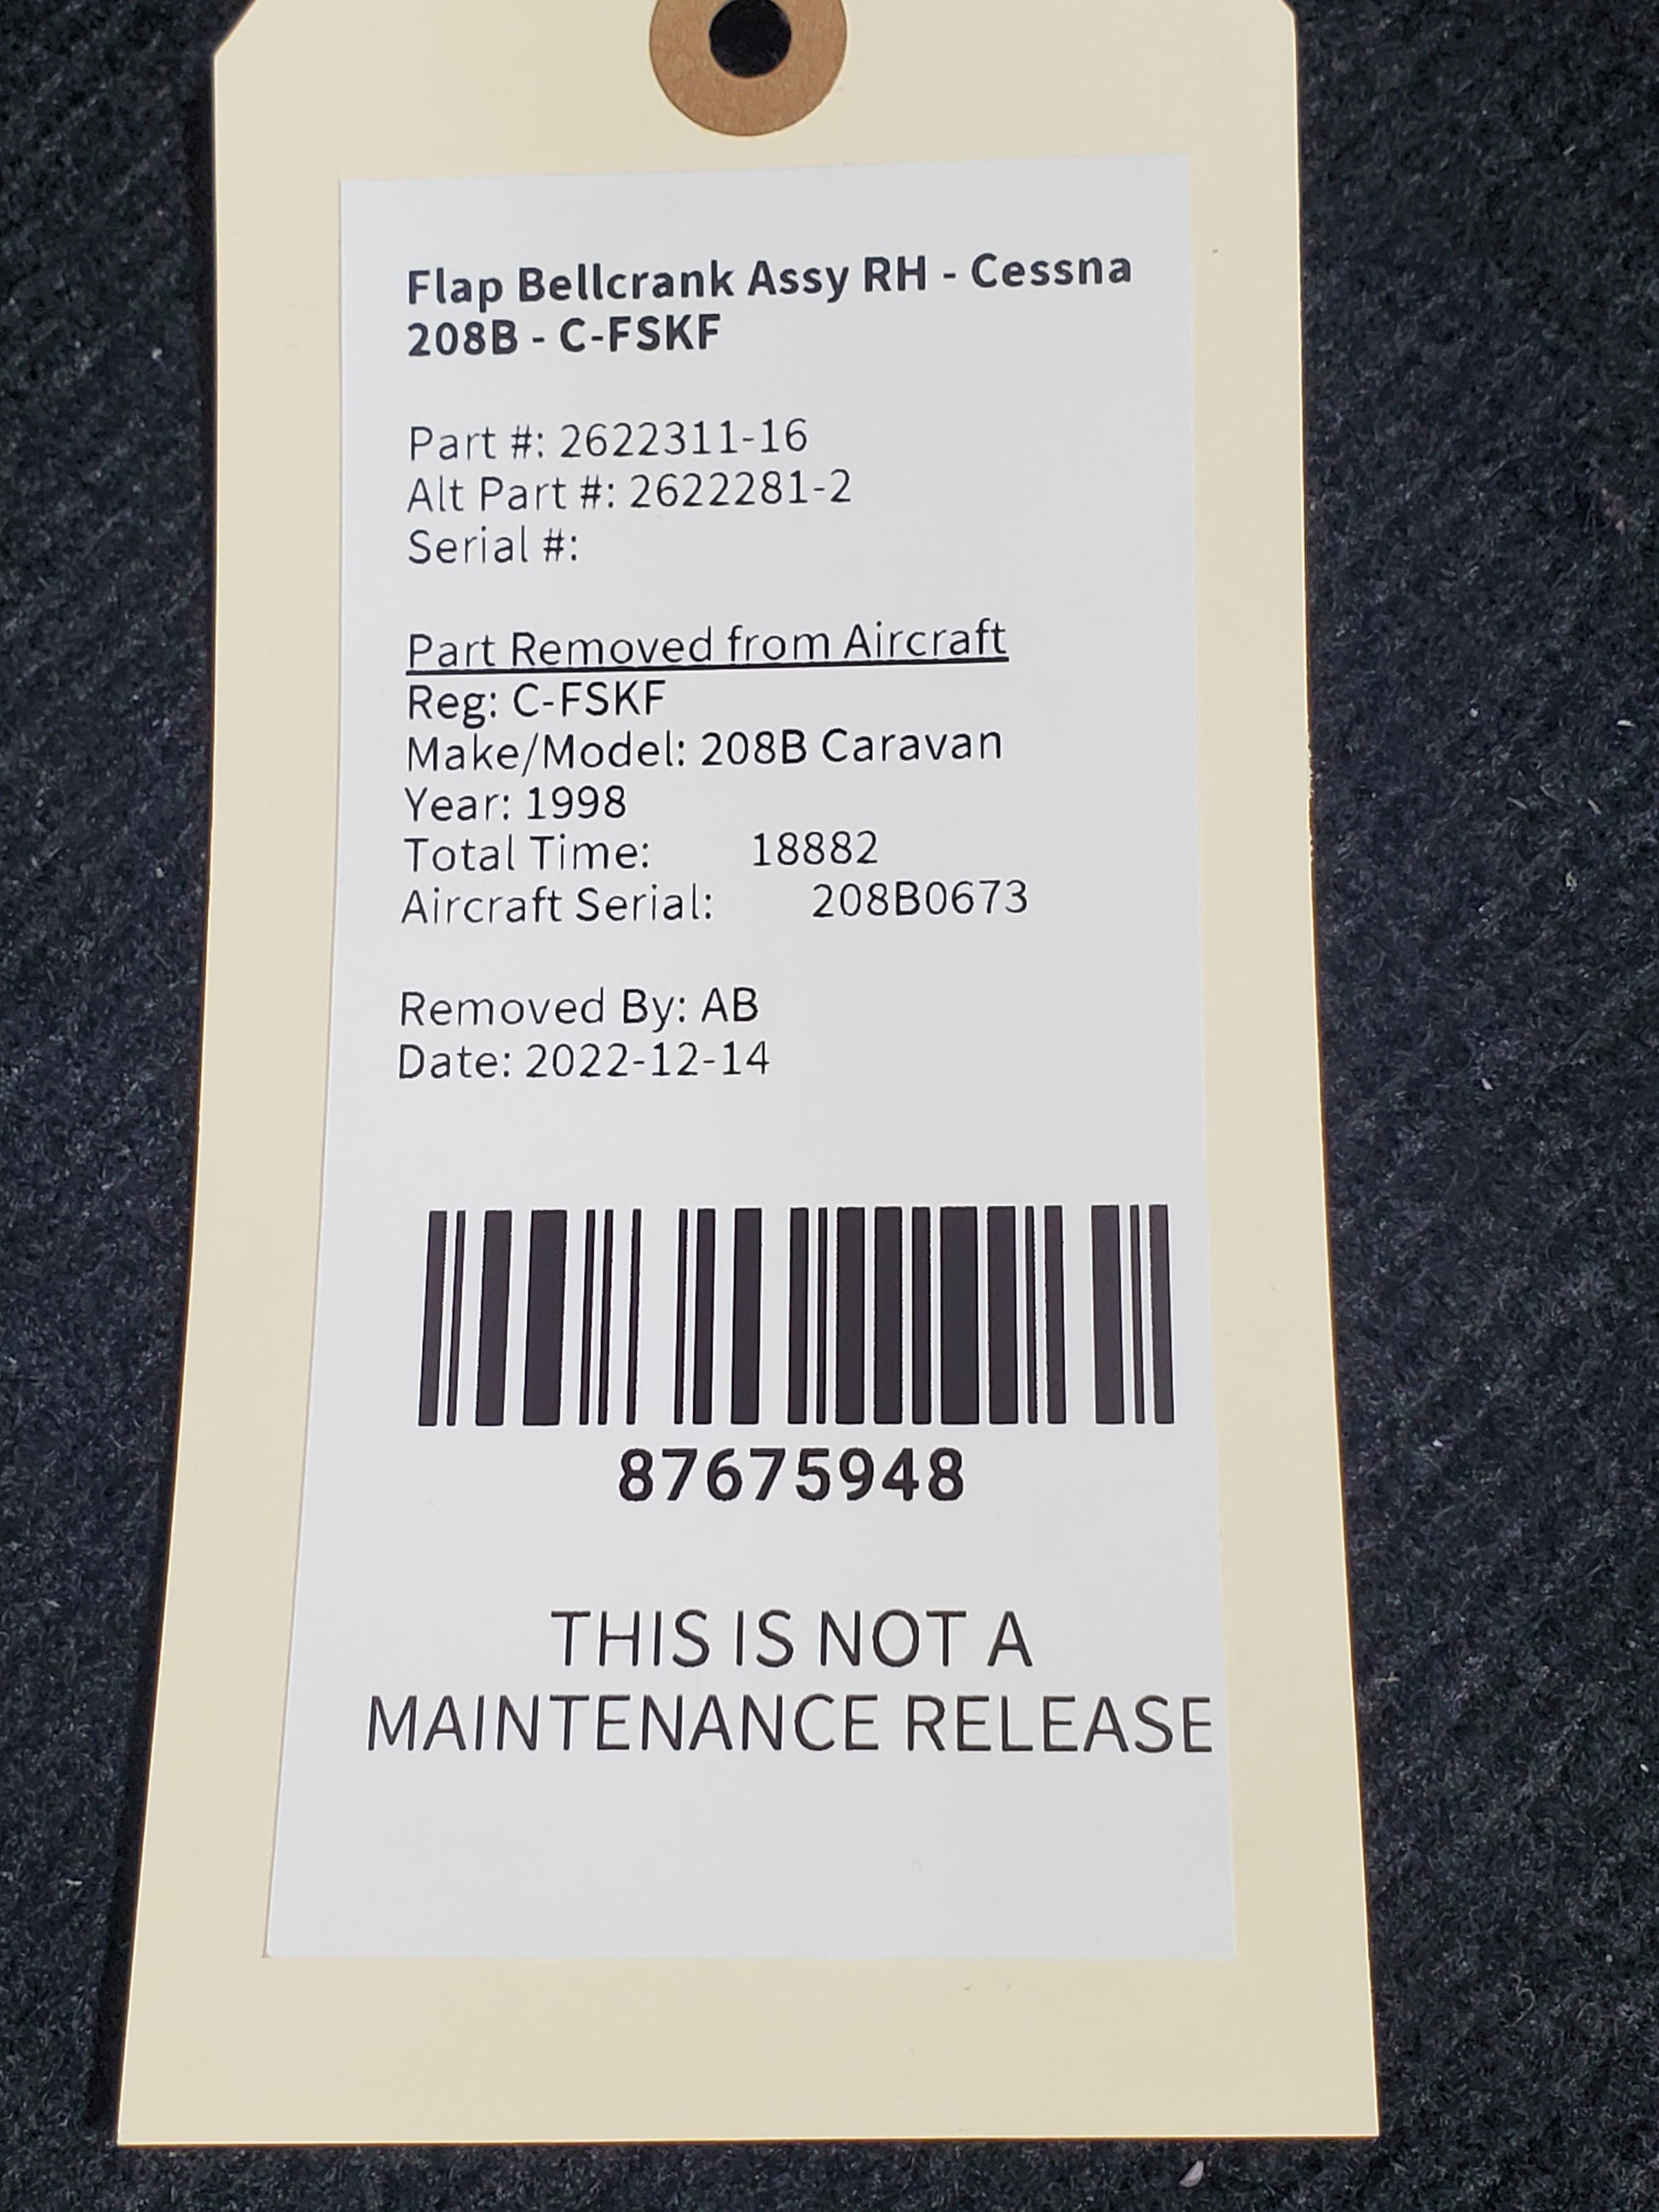 Flap Bellcrank Assy RH - Cessna
208B - C-FSKF
Part #: 2622311-16
Alt Part #: 2622281-2
Serial #:
Part Removed from Aircraft
Reg: C-FSKF
Make/Model: 208B Caravan
Year: 1998
Total Time: 18882
Aircraft Serial: 208B0673
Removed By: AB
Date: 2022-12-14
87675948
THIS IS NOT A
MAINTENANCE RELEASE